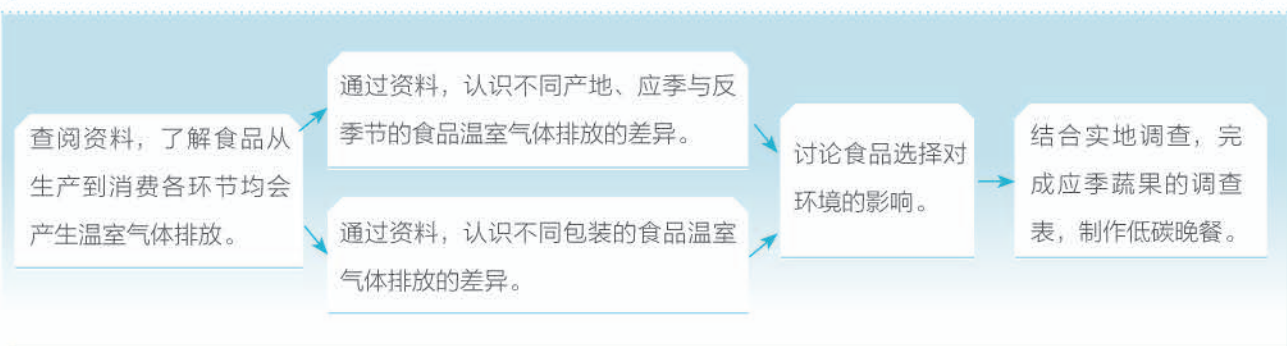 查阅资料，了解食品从
生产到消费各环节均会
产生温室气体排放。
通过资料，认识不同产地、应季与反
季节的食品温室气体排放的差异。
通过资料，认识不同包装的食品温室
气体排放的差异。
讨论食品选择对
环境的影响。
结合实地调查，完
成应季蔬果的调查
表，制作低碳晚餐。